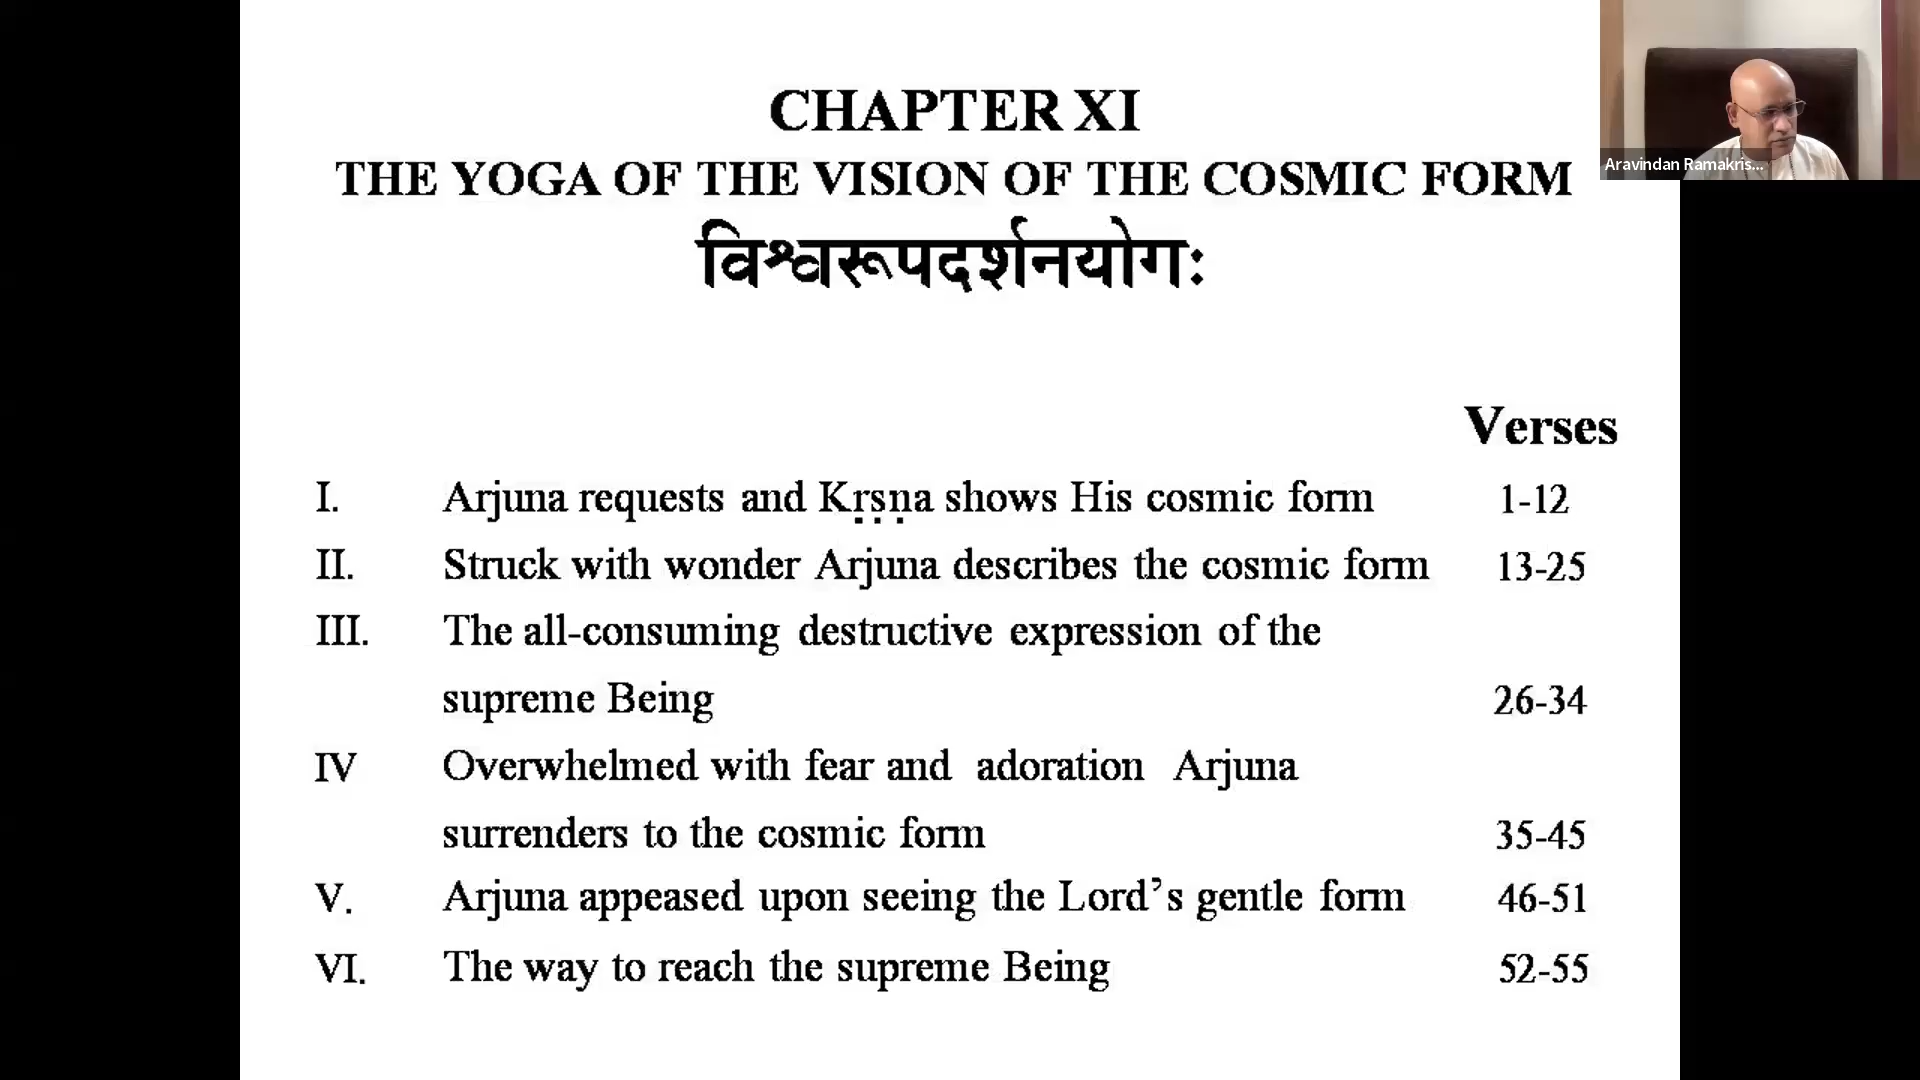 CHAPTER XI
THE YOGA OF THE VISION OF THE COSMIC FORM
विश्वरूपदर्शनयोगः
Aravindan Ramakris...
Verses
I. Arjuna requests and Kṛṣṇa shows His cosmic form 1-12
II. Struck with wonder Arjuna describes the cosmic form 13-25
III. The all-consuming destructive expression of the
supreme Being 26-34
IV Overwhelmed with fear and adoration Arjuna
surrenders to the cosmic form 35-45
V. Arjuna appeased upon seeing the Lord’s gentle form 46-51
VI. The way to reach the supreme Being 52-55